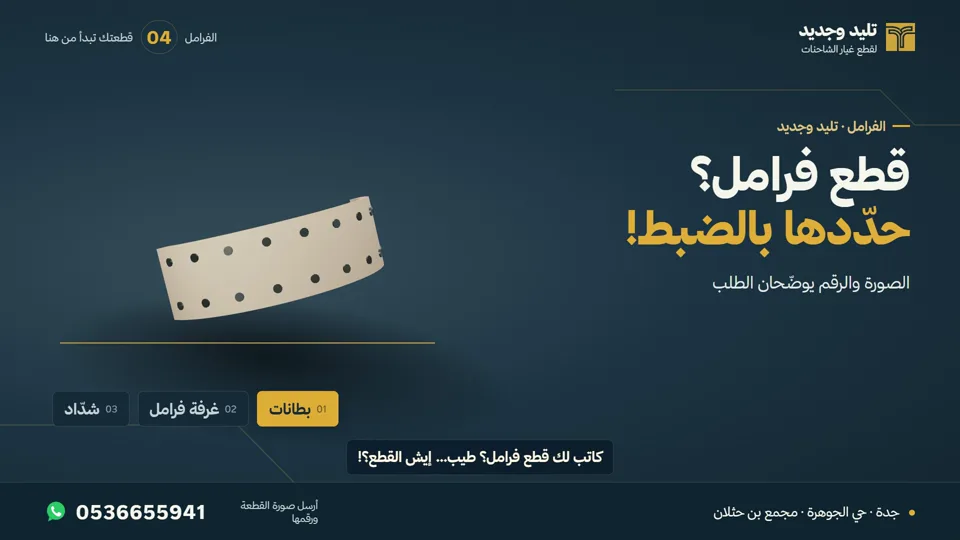 تليد وجديد
لقطع غيار الشاحنات
الفرامل
04
قطعتك تبدأ من هنا
الفرامل · تليد وجديد
قطع فرامل؟
حدّدها بالضبط!
الصورة والرقم يوضّحان الطلب
01 بطانات
02 غرفة فرامل
03 شدّاد
كاتب لك قطع فرامل؟ طيب... إيش القطع؟!
جدة · حي الجوهرة · مجمع بن حثلان
أرسل صورة القطعة
ورقمها
0536655941